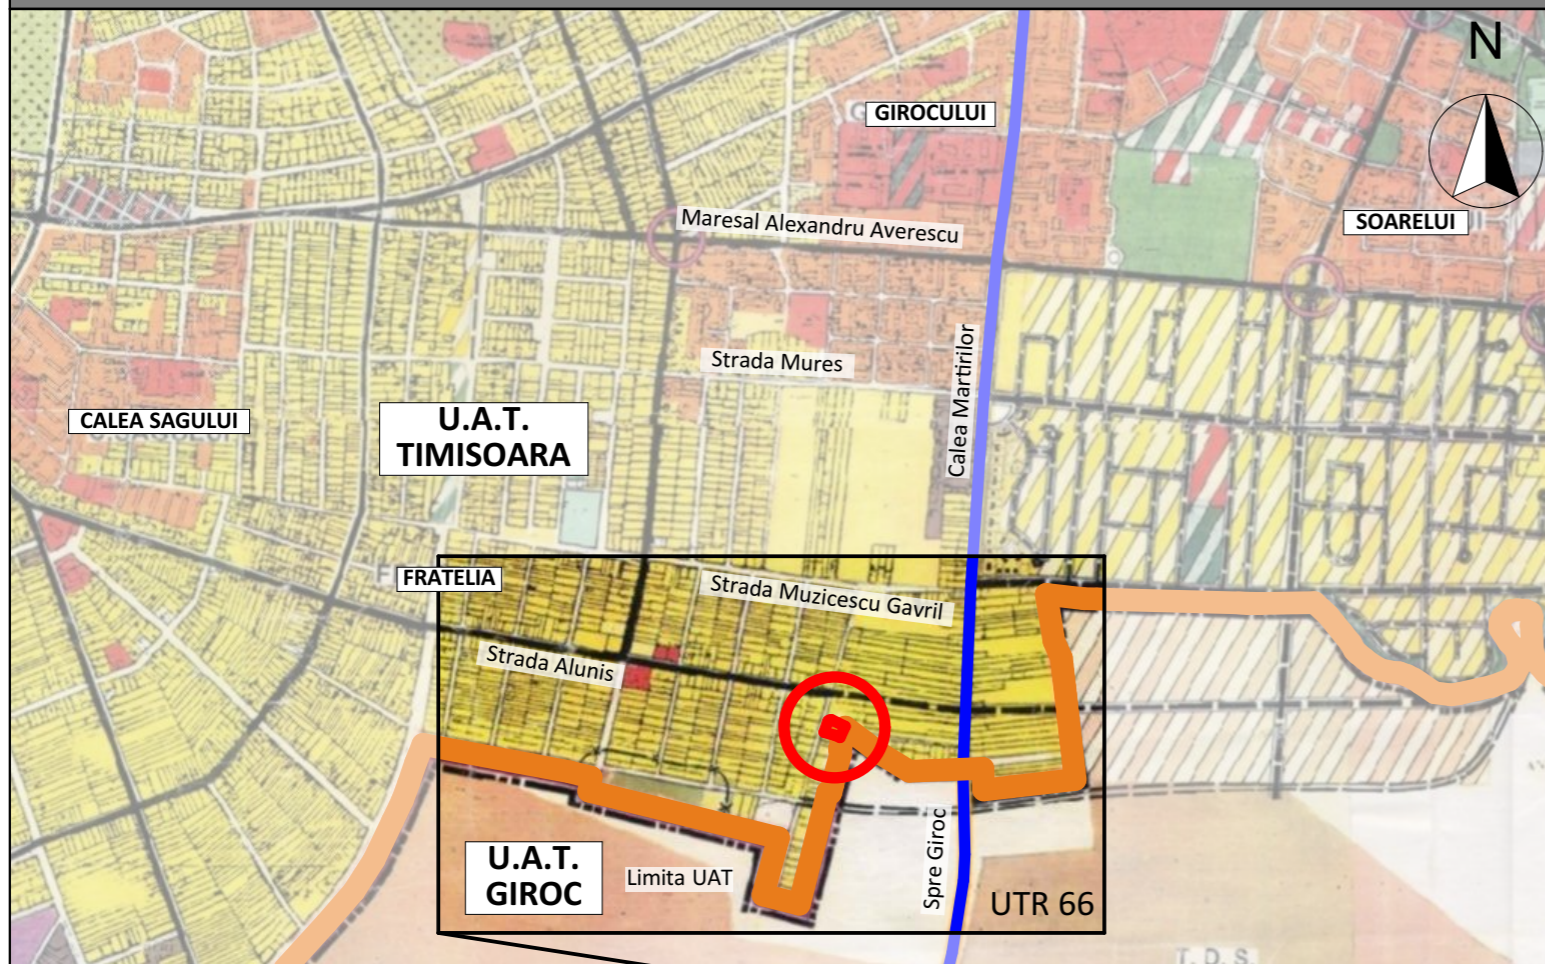 N
GIROCULUI
SOARELUI
Maresal Alexandru Averescu
Strada Mures
Calea Martirilor
CALEA SAGULUI
U.A.T.
TIMISOARA
FRATELIA
Strada Muzicescu Gavril
Strada Alunis
U.A.T.
GIROC
Limita UAT
Spre Giroc
UTR 66
T. D. S.